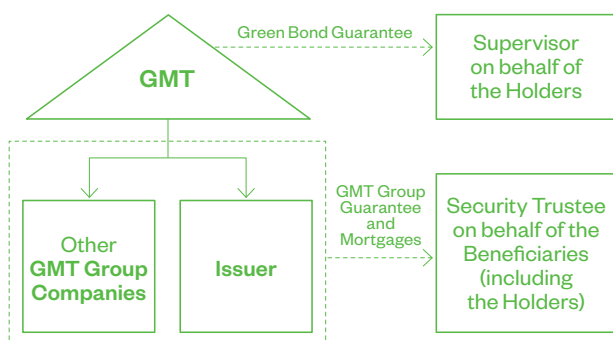 Green Bond Guarantee
GMT
Supervisor
on behalf of
the Holders
GMT Group
Guarantee
and
Mortgages
Other
GMT Group
Companies
Issuer
Security Trustee
on behalf of the
Beneficiaries
(including
the Holders)